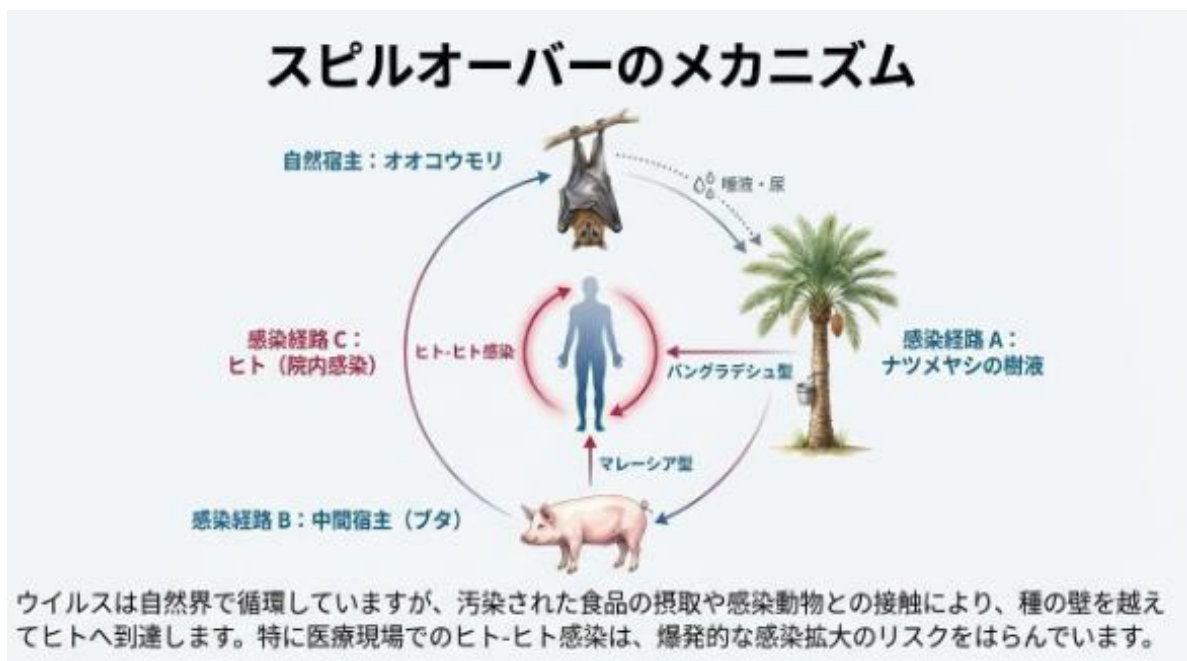 スピルオーバーのメカニズム
自然宿主：オオコウモリ
唾液・尿
感染経路 C：
ヒト（院内感染）
ヒト-ヒト感染
バングラデシュ型
感染経路 A：
ナツメヤシの樹液
マレーシア型
感染経路 B：中間宿主（ブタ）
ウイルスは自然界で循環していますが、汚染された食品の摂取や感染動物との接触により、種の壁を越え
てヒトへ到達します。特に医療現場でのヒト-ヒト感染は、爆発的な感染拡大のリスクをはらんでいます。